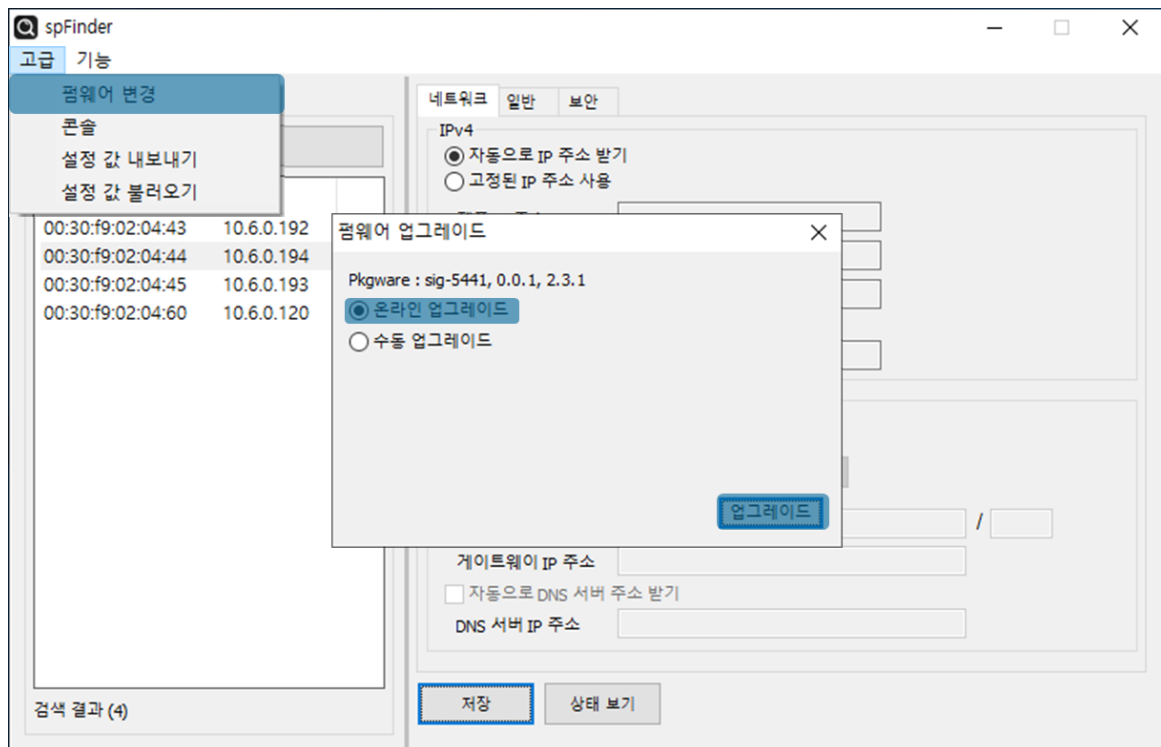 spFinder
고급 기능
펌웨어 변경
콘솔
설정 값 내보내기
설정 값 불러오기
00:30:f9:02:04:43 10.6.0.192
00:30:f9:02:04:44 10.6.0.194
00:30:f9:02:04:45 10.6.0.193
00:30:f9:02:04:60 10.6.0.120
검색 결과 (4)
네트워크 일반 보안
IPv4
자동으로 IP 주소 받기
고정된 IP 주소 사용
펌웨어 업그레이드
Pkgware : sig-5441, 0.0.1, 2.3.1
온라인 업그레이드
수동 업그레이드
업그레이드
/
게이트웨이 IP 주소
자동으로 DNS 서버 주소 받기
DNS 서버 IP 주소
저장 상태 보기